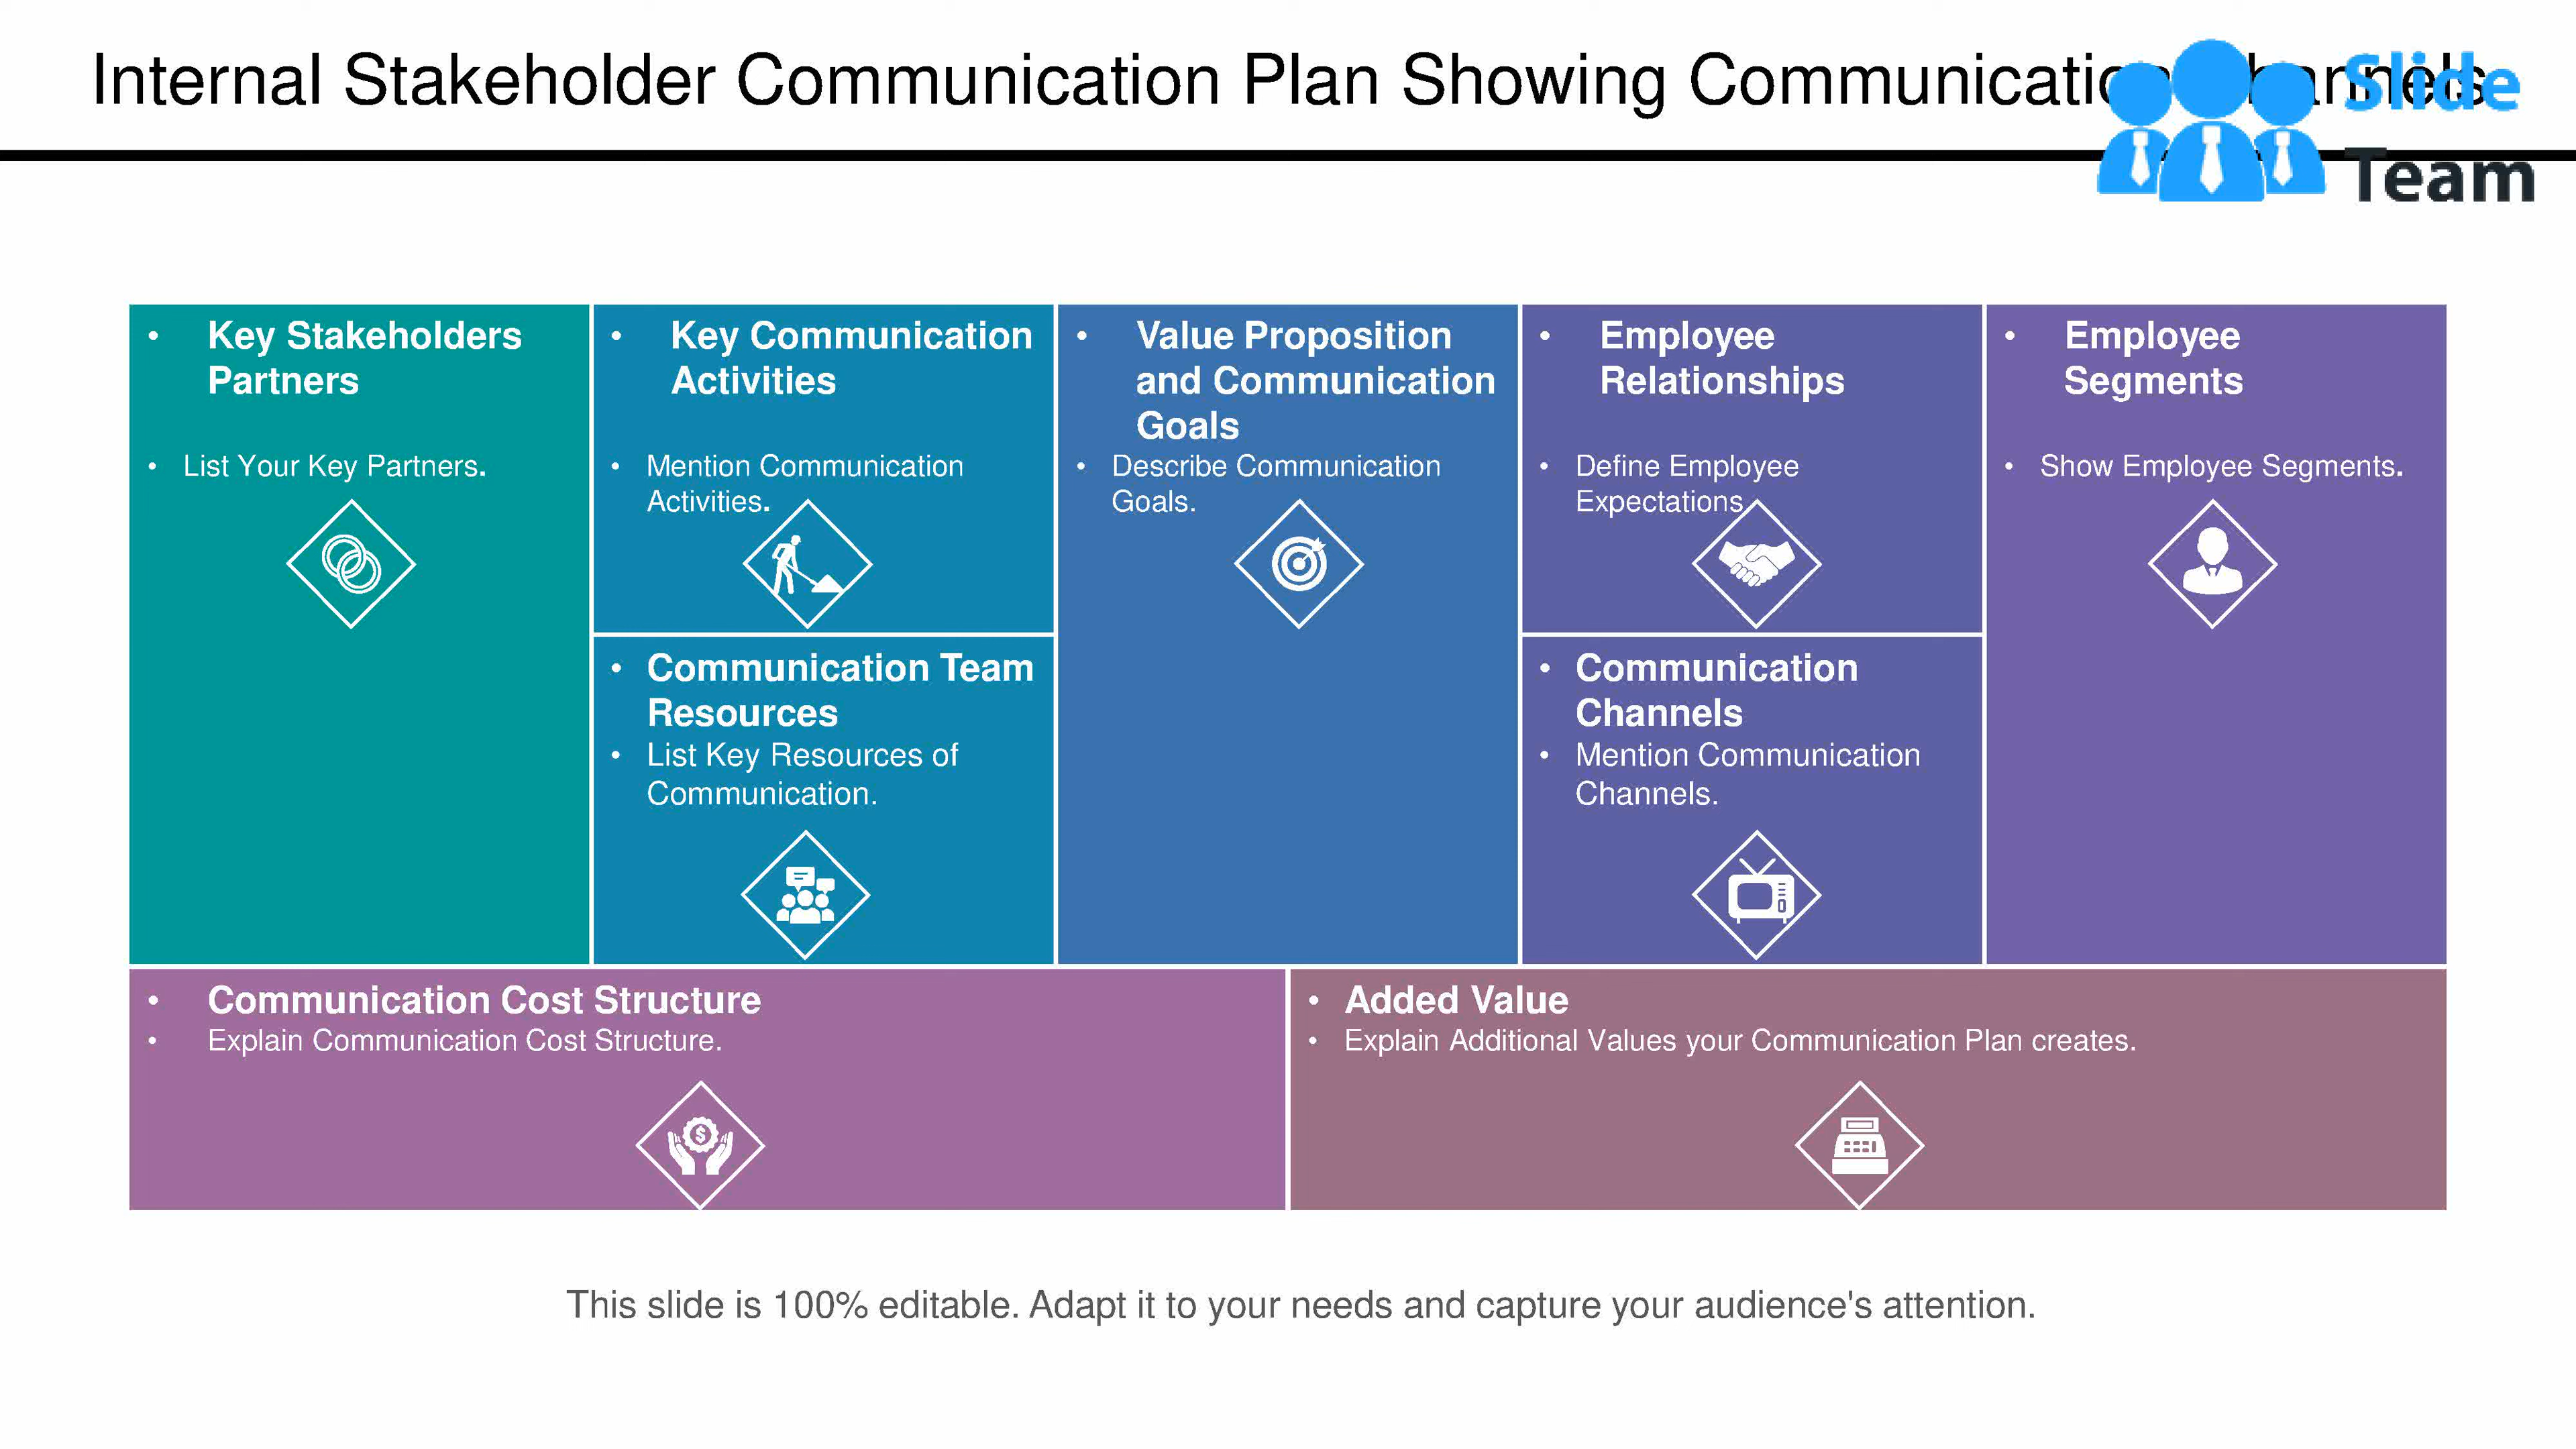 Internal Stakeholder Communication Plan Showing Communication Channels
Slide
Team
• Key Stakeholders
Partners
• List Your Key Partners.
• Key Communication
Activities
• Mention Communication
Activities.
• Communication Team
Resources
• List Key Resources of
Communication.
• Value Proposition
and Communication
Goals
• Describe Communication
Goals.
• Employee
Relationships
• Define Employee
Expectations.
• Communication
Channels
• Mention Communication
Channels.
• Employee
Segments
• Show Employee Segments.
• Communication Cost Structure
• Explain Communication Cost Structure.
• Added Value
• Explain Additional Values your Communication Plan creates.
This slide is 100% editable. Adapt it to your needs and capture your audience's attention.